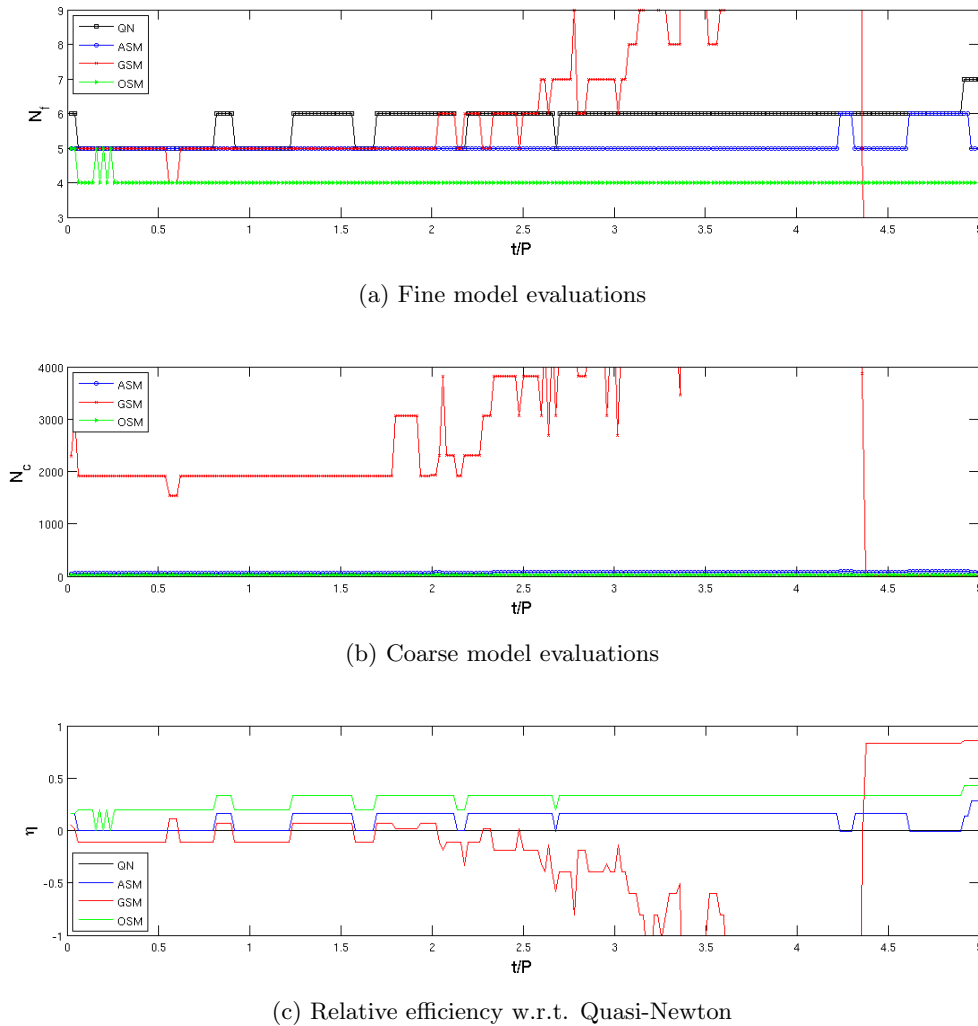 9
8
7
6
5
4
3
N_f
QN
ASM
GSM
OSM
0 0.5 1 1.5 2 2.5 3 3.5 4 4.5 5
t/P
(a) Fine model evaluations
4000
3000
2000
1000
0
N_c
ASM
GSM
OSM
0 0.5 1 1.5 2 2.5 3 3.5 4 4.5 5
t/P
(b) Coarse model evaluations
1
0.5
0
-0.5
-1
η
QN
ASM
GSM
OSM
0 0.5 1 1.5 2 2.5 3 3.5 4 4.5 5
t/P
(c) Relative efficiency w.r.t. Quasi-Newton